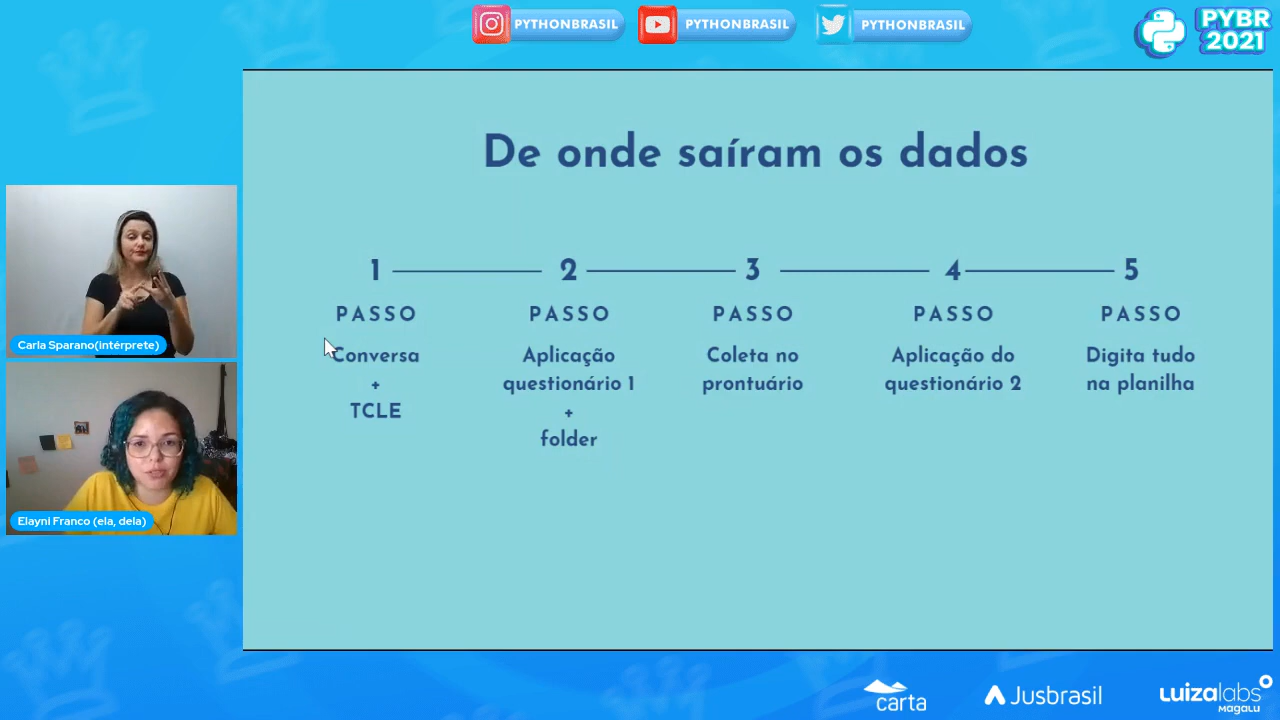 PYTHONBRASIL
PYTHONBRASIL
PYTHONBRASIL
PYBR
2021
De onde saíram os dados
1
PASSO
Conversa
+
TCLE
2
PASSO
Aplicação
questionário 1
+
folder
3
PASSO
Coleta no
prontuário
4
PASSO
Aplicação do
questionário 2
5
PASSO
Digita tudo
na planilha
Carla Sparano(intérprete)
Elayni Franco (ela, dela)
carta
Jusbrasil
LUIZAlabs
MAGALU